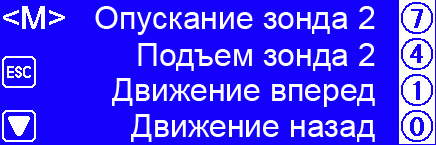 <M> Опускание зонда 2 7
Подъем зонда 2 4
ESC Движение вперед 1
Движение назад 0